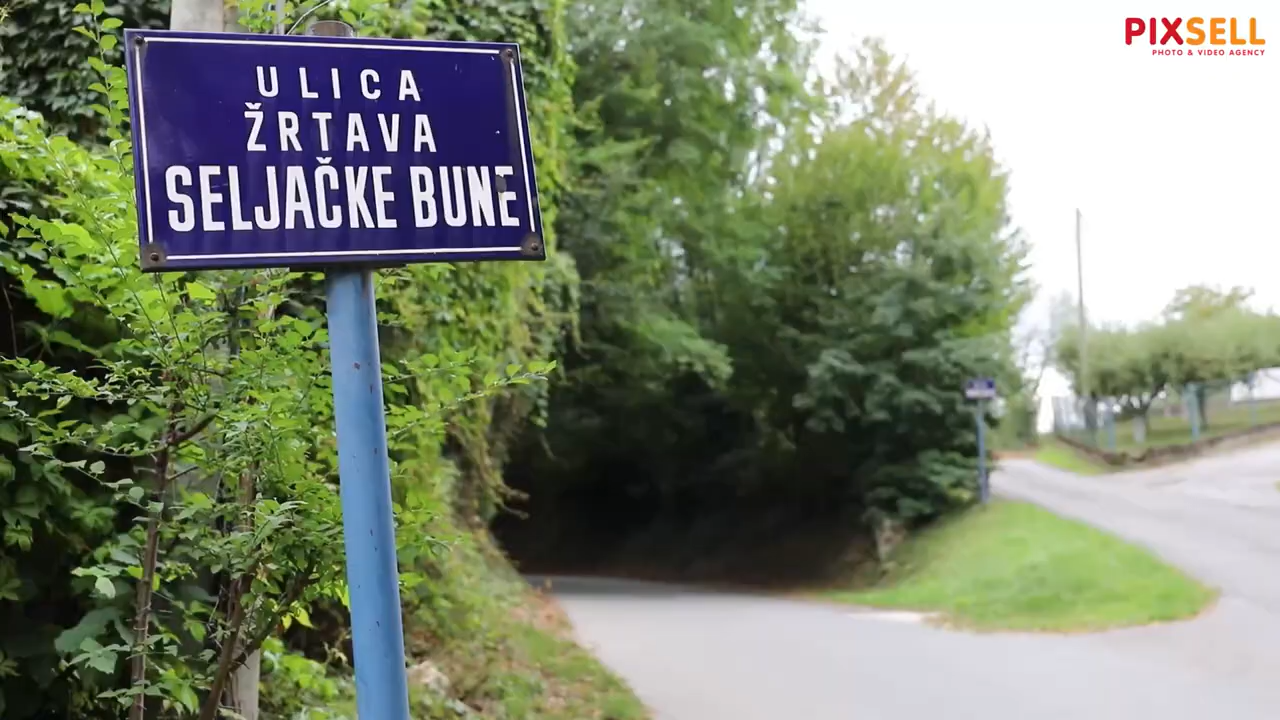 ULICA
ŽRTAVA
SELJAČKE BUNE
PIXSELL
PHOTO & VIDEO AGENCY